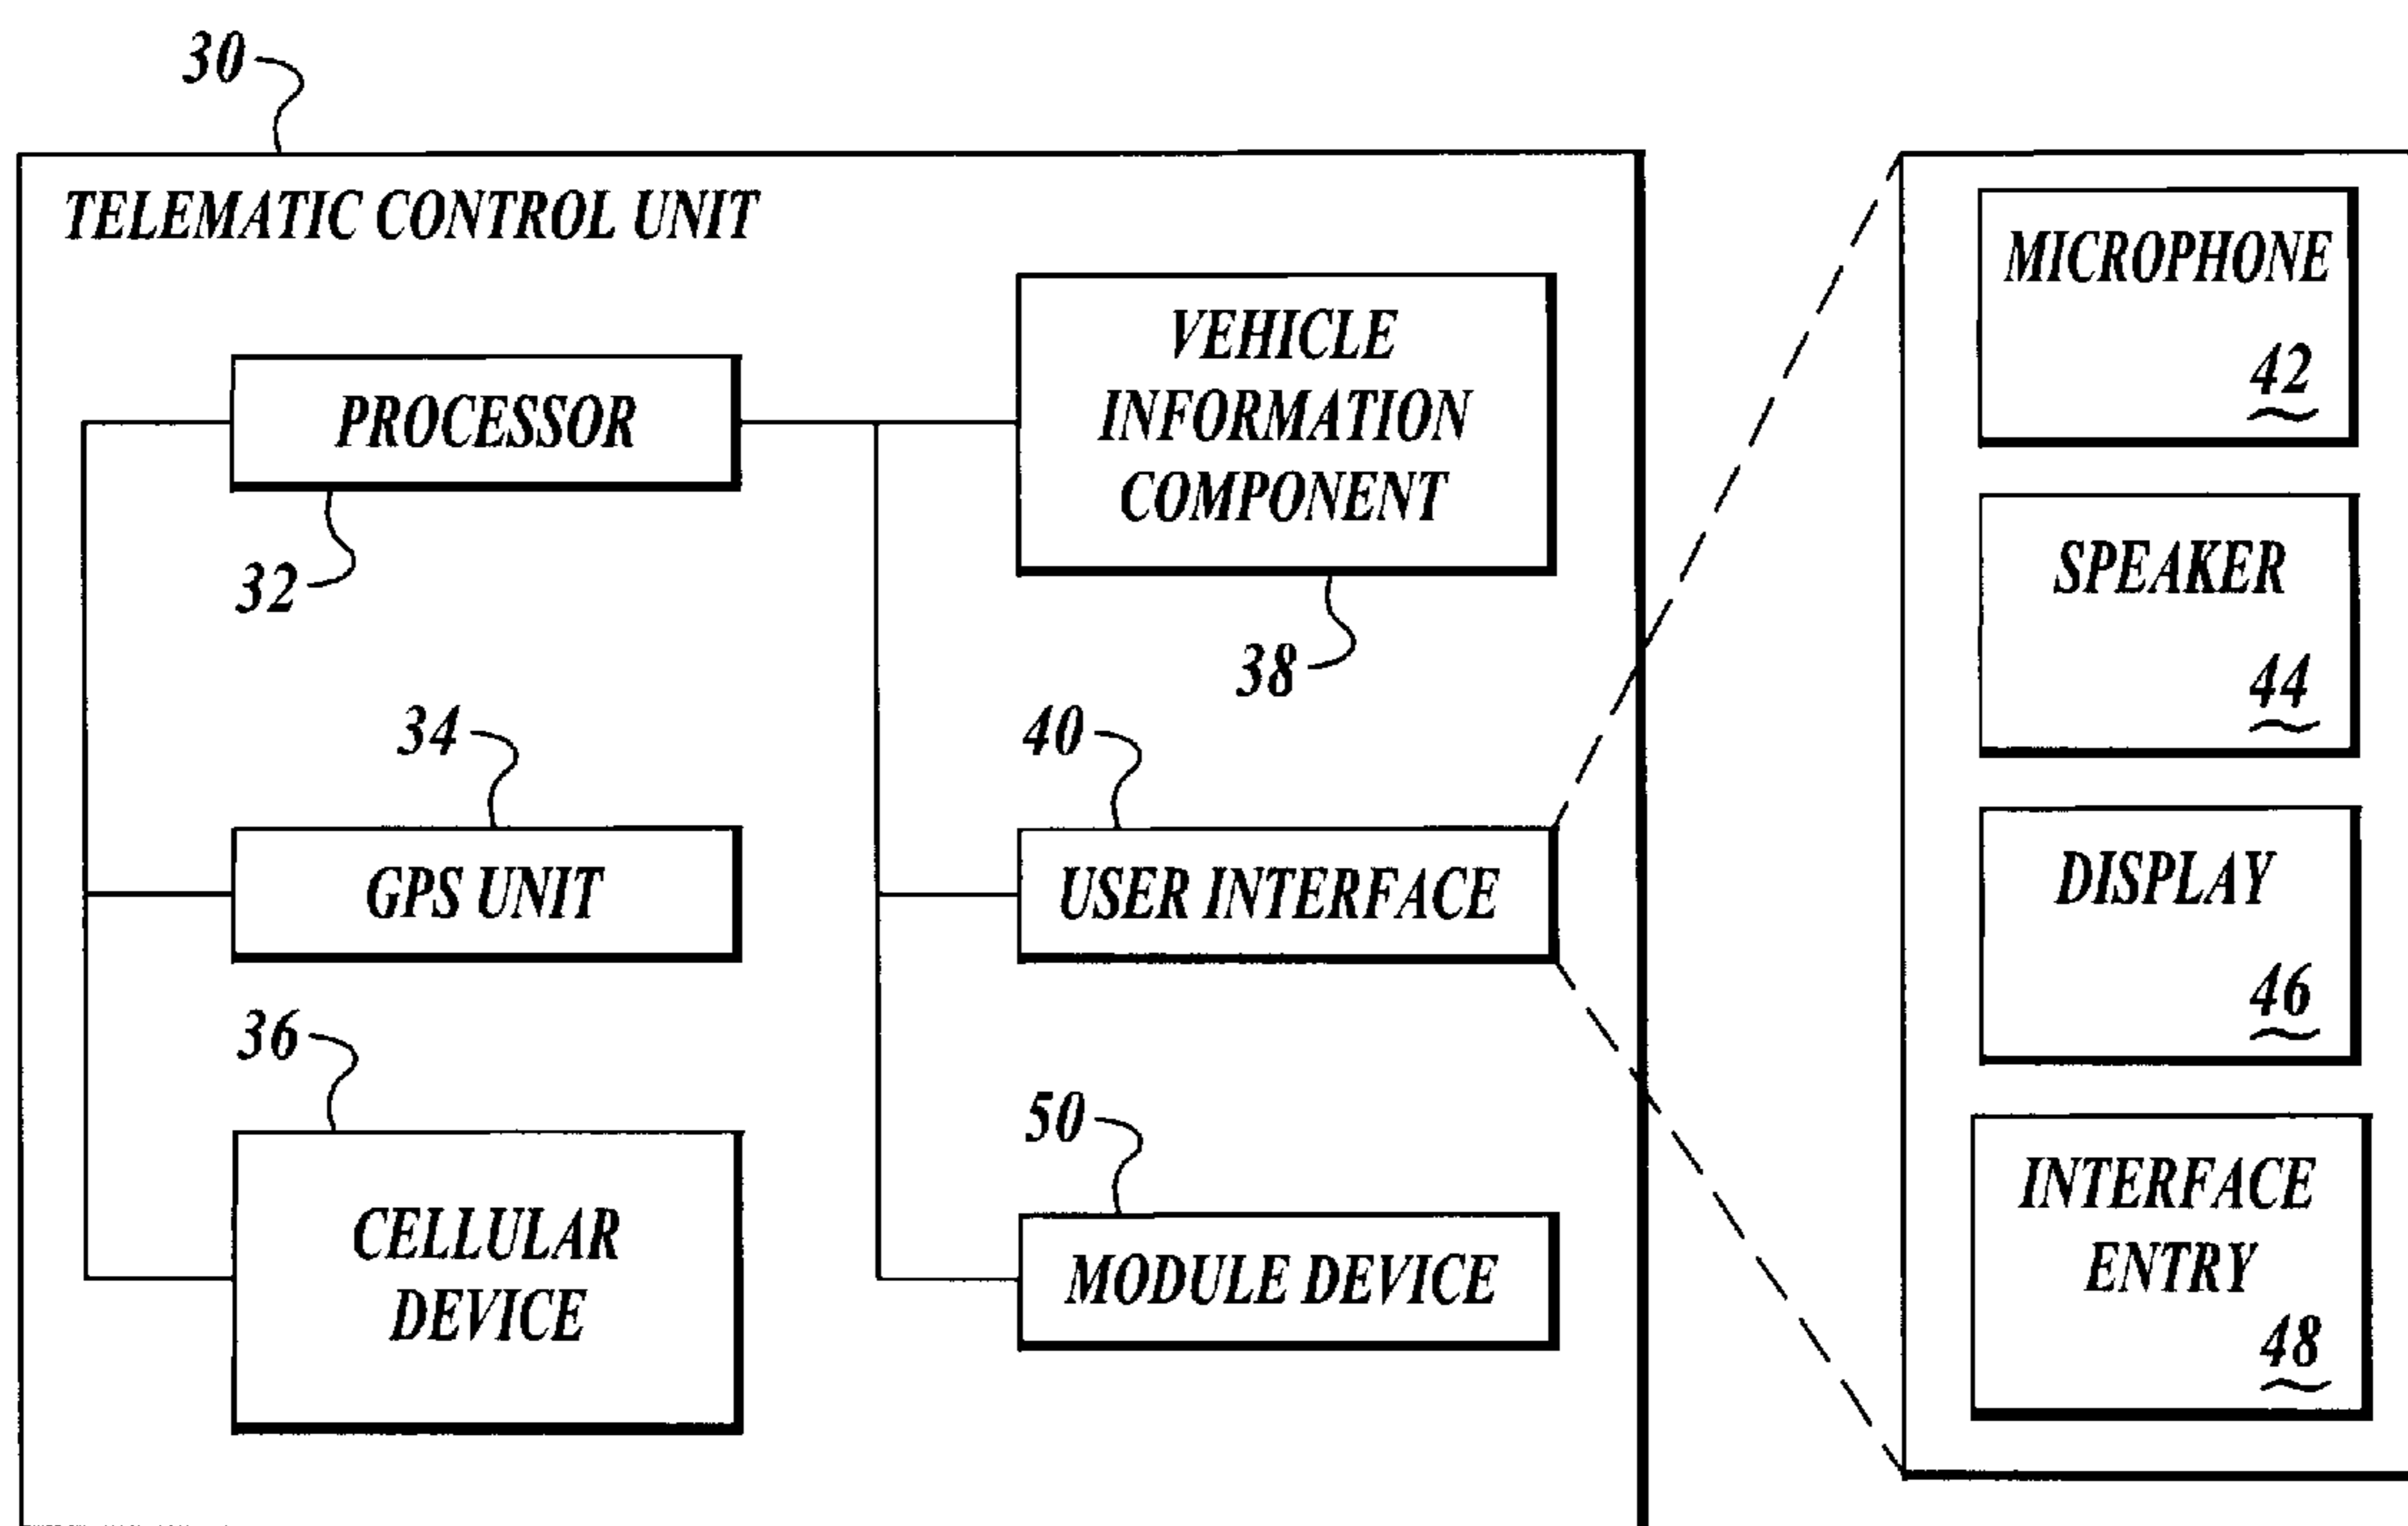 30
TELEMATIC CONTROL UNIT
PROCESSOR
32
VEHICLE
INFORMATION
COMPONENT
38
34
GPS UNIT
40
USER INTERFACE
36
CELLULAR
DEVICE
50
MODULE DEVICE
MICROPHONE
42
SPEAKER
44
DISPLAY
46
INTERFACE
ENTRY
48